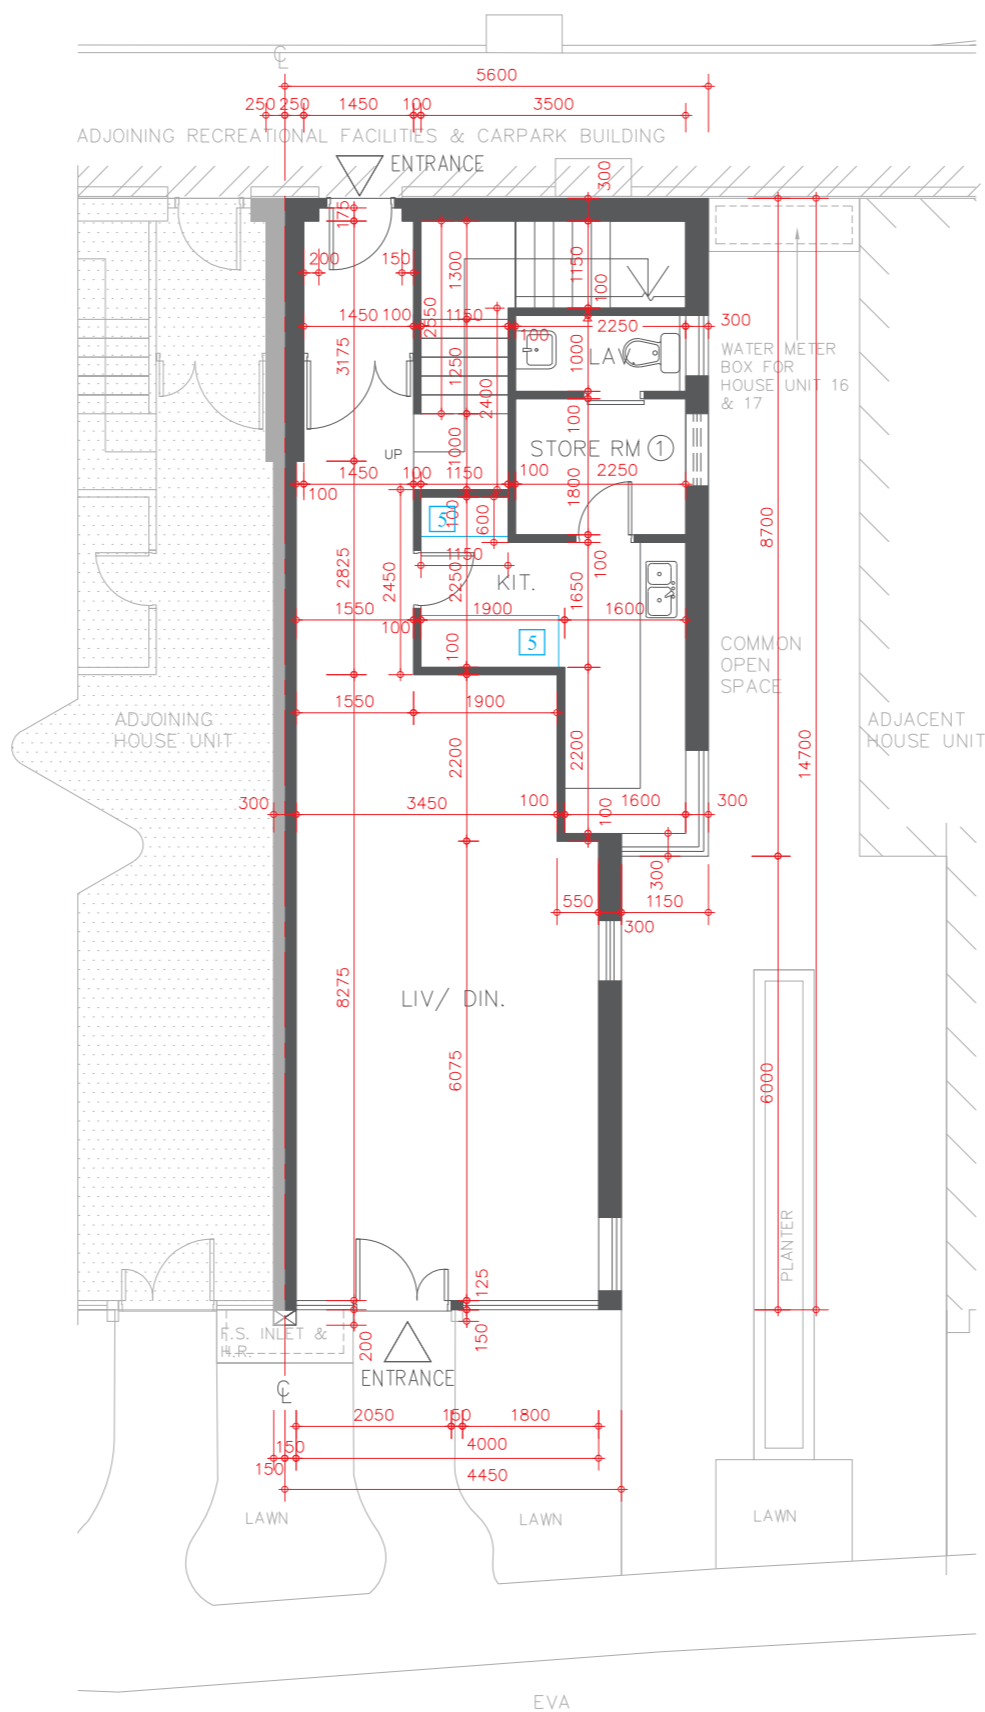 ℄
5600
250 250 1450 100 3500
ADJOINING RECREATIONAL FACILITIES & CARPARK BUILDING
ENTRANCE
300
175
200
150
1300
2550
1150
100
1450 100 1150
100
2250
300
3175
1250
2400
1000
LAV.
WATER METER
BOX FOR
HOUSE UNIT 16
& 17
100
UP
1000
STORE RM 1
1450 100 1150 100 2250
100
1800
5
100
600
8700
1150
2825
2450
2250
KIT.
100
1650
1550
1900
1600
100
5
100
COMMON
OPEN
SPACE
14700
1550
1900
ADJOINING
HOUSE UNIT
ADJACENT
HOUSE UNIT
2200
2200
300
3450
100
1600
300
100
300
550
1150
300
8275
LIV/ DIN.
6075
6000
PLANTER
125
F.S. INLET &
H.R.
200
150
ENTRANCE
℄
2050 150 1800
150
4000
150
4450
LAWN
LAWN
LAWN
EVA